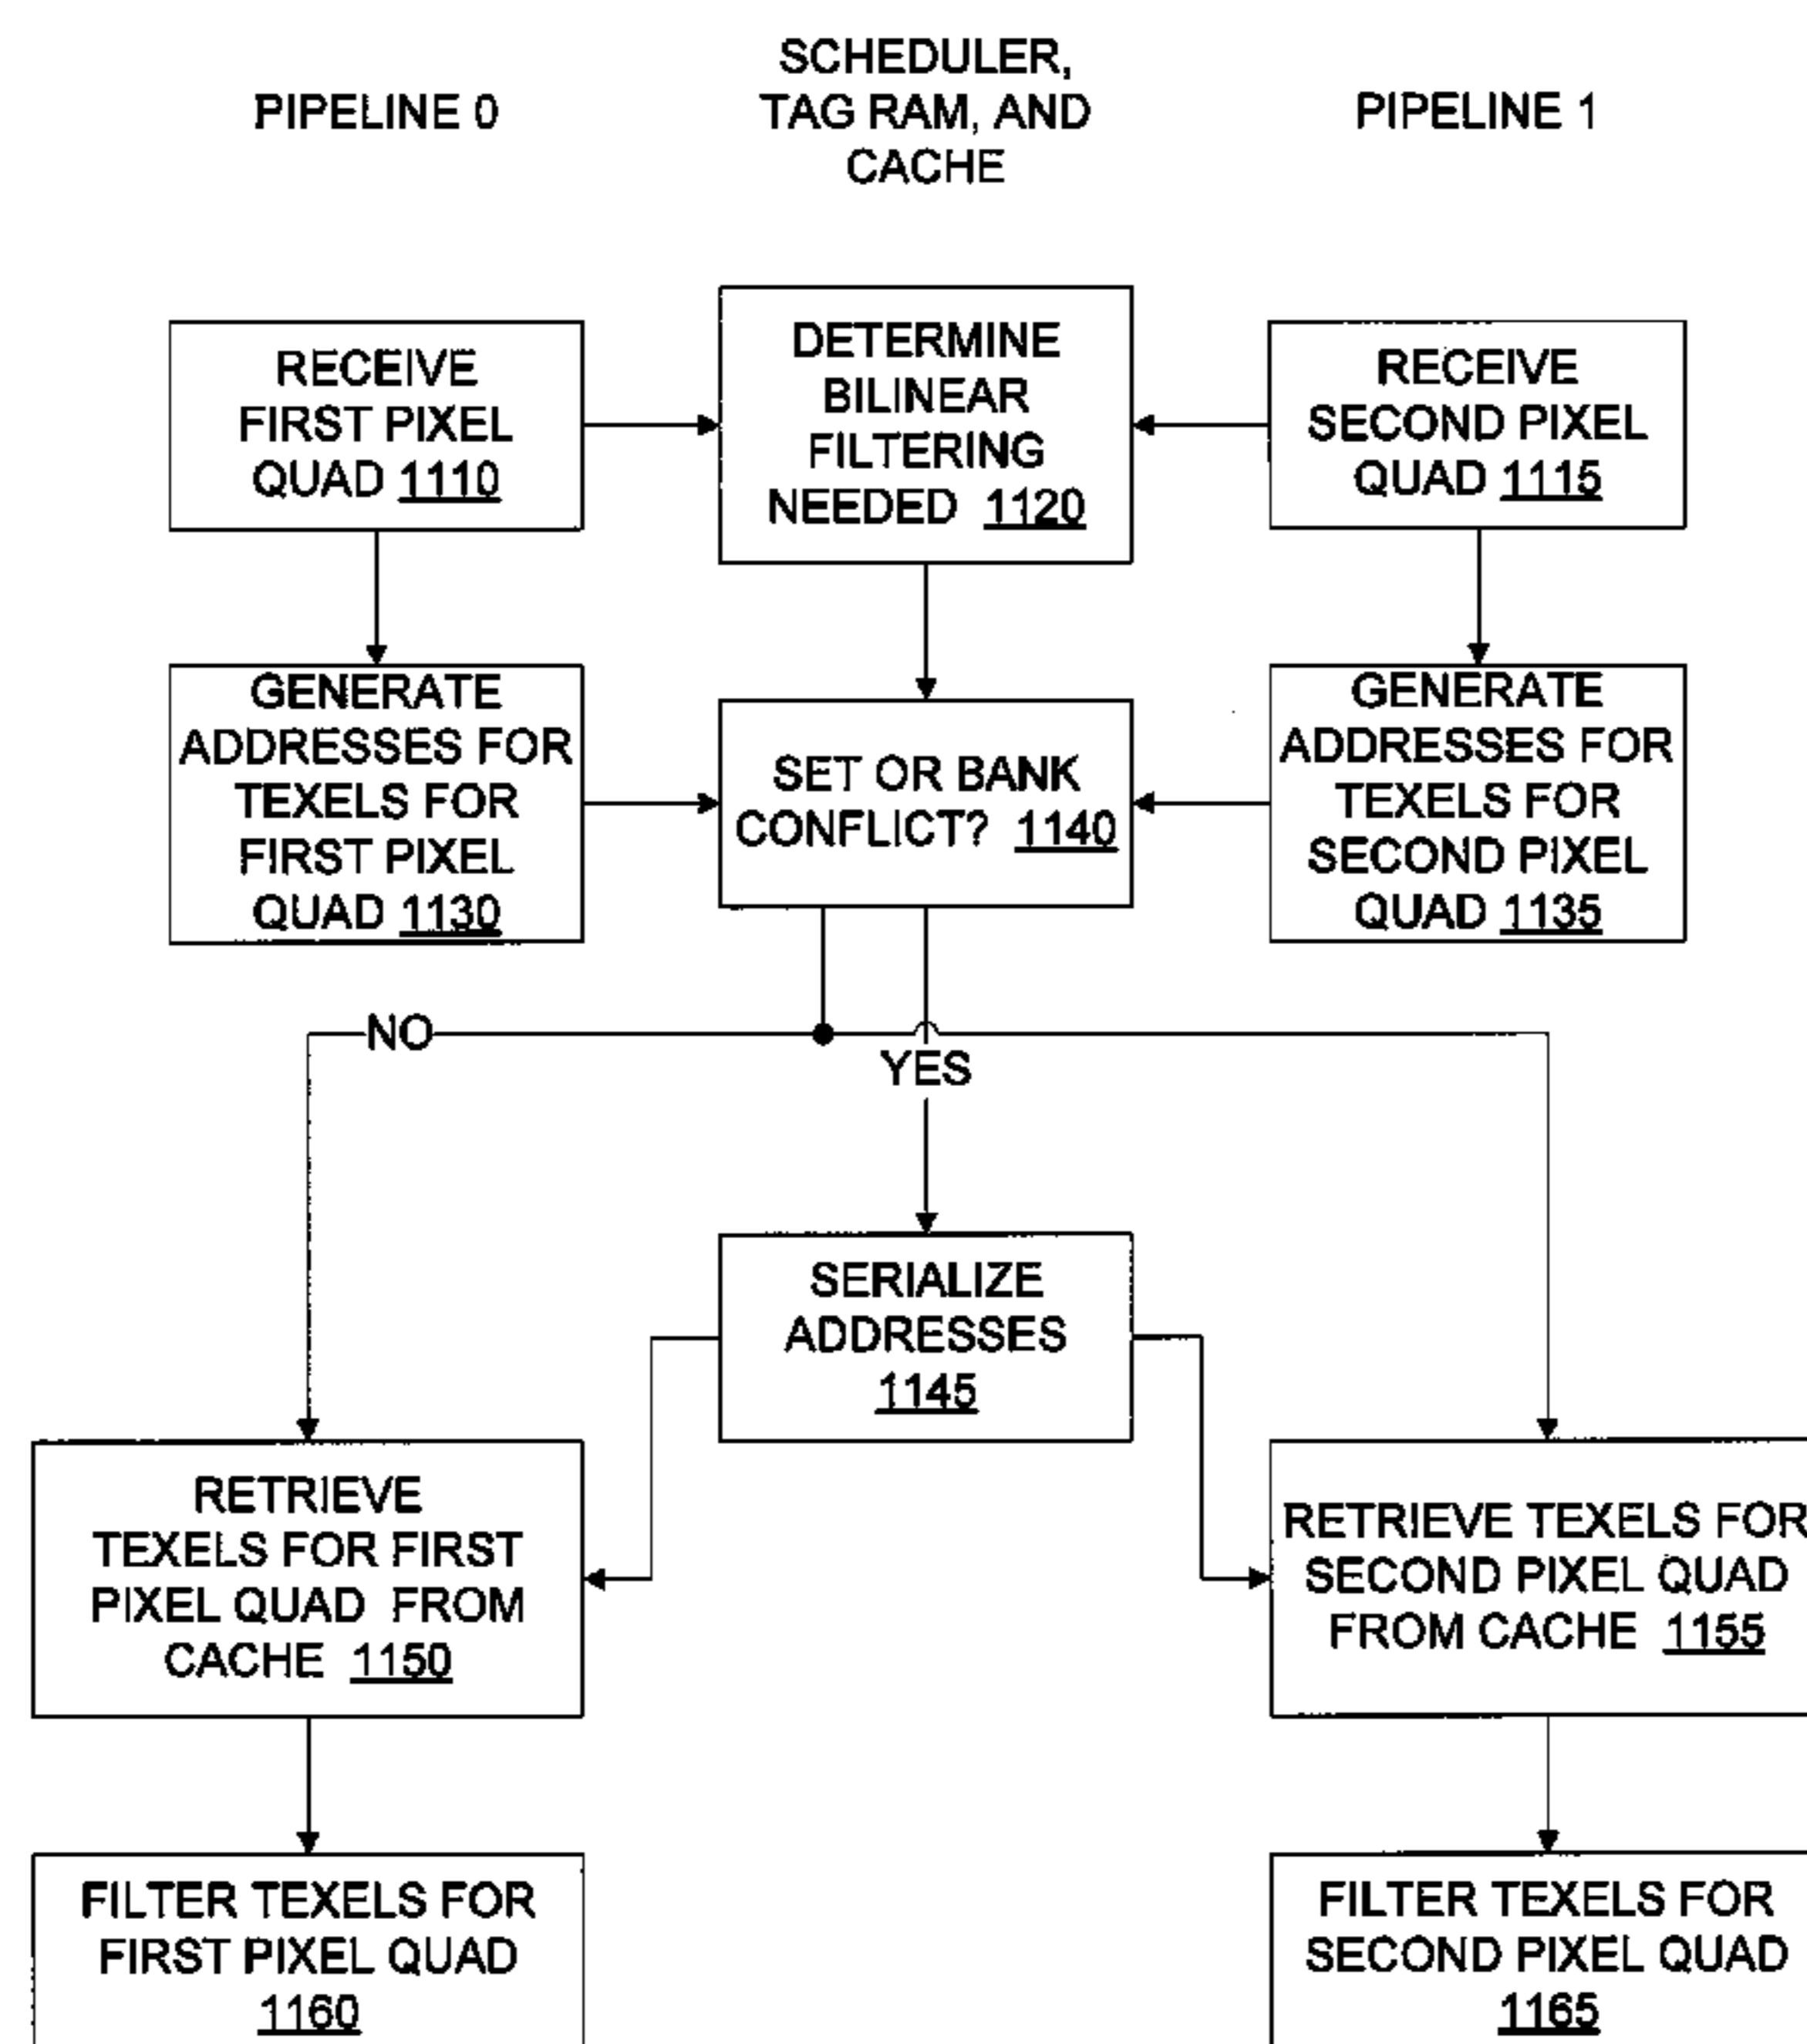 PIPELINE 0
SCHEDULER,
TAG RAM, AND
CACHE
PIPELINE 1
RECEIVE
FIRST PIXEL
QUAD 1110
DETERMINE
BILINEAR
FILTERING
NEEDED 1120
RECEIVE
SECOND PIXEL
QUAD 1115
GENERATE
ADDRESSES FOR
TEXELS FOR
FIRST PIXEL
QUAD 1130
SET OR BANK
CONFLICT? 1140
GENERATE
ADDRESSES FOR
TEXELS FOR
SECOND PIXEL
QUAD 1135
NO
YES
SERIALIZE
ADDRESSES
1145
RETRIEVE
TEXELS FOR FIRST
PIXEL QUAD FROM
CACHE 1150
RETRIEVE TEXELS FOR
SECOND PIXEL QUAD
FROM CACHE 1155
FILTER TEXELS FOR
FIRST PIXEL QUAD
1160
FILTER TEXELS FOR
SECOND PIXEL QUAD
1165